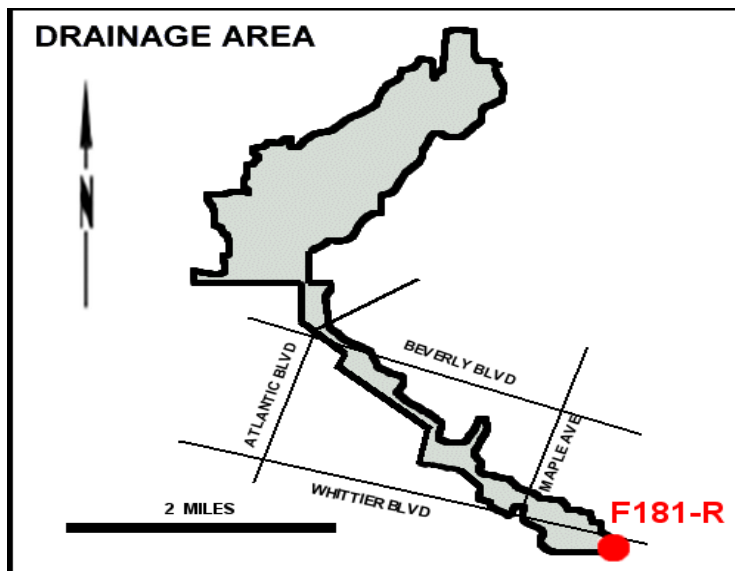 DRAINAGE AREA
N
BEVERLY BLVD
ATLANTIC BLVD
MAPLE AVE
WHITTIER BLVD
2 MILES
F181-R